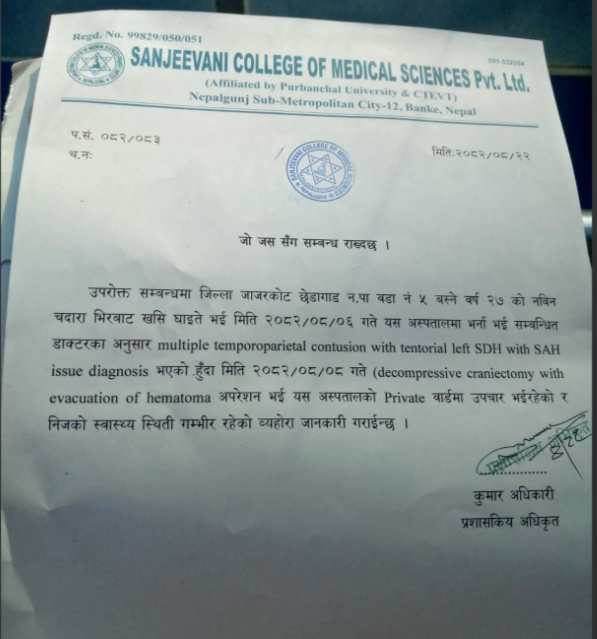 Regd. No. 99829/050/051
SANJEEVANI COLLEGE OF MEDICAL SCIENCES Pvt. Ltd.
(Affiliated by Purbanchal University & CTEVT)
Nepalgunj Sub-Metropolitan City-12, Banke, Nepal
प.सं. ०८२/०८३
च.नः
मितिः२०८२/०८/२२
SANJEEVANI COLLEGE OF MEDICAL SCIENCES
जो जस सँग सम्बन्ध राख्दछ ।
उपरोक्त सम्बन्धमा जिल्ला जाजरकोट छेडागाड न.पा वडा नं ५ बस्ने वर्ष २७ को नविन
चदारा भिरबाट खसि घाइते भई मिति २०८२/०८/०६ गते यस अस्पतालमा भर्ना भई सम्बन्धित
डाक्टरका अनुसार multiple temporoparietal contusion with tentorial left SDH with SAH
issue diagnosis भएको हुँदा मिति २०८२/०८/०८ गते (decompressive craniectomy with
evacuation of hematoma अपरेशन भई यस अस्पतालको Private वार्डमा उपचार भईरहेको र
निजको स्वास्थ्य स्थिती गम्भीर रहेको व्यहोरा जानकारी गराईन्छ ।
कुमार अधिकारी
प्रशासकिय अधिकृत